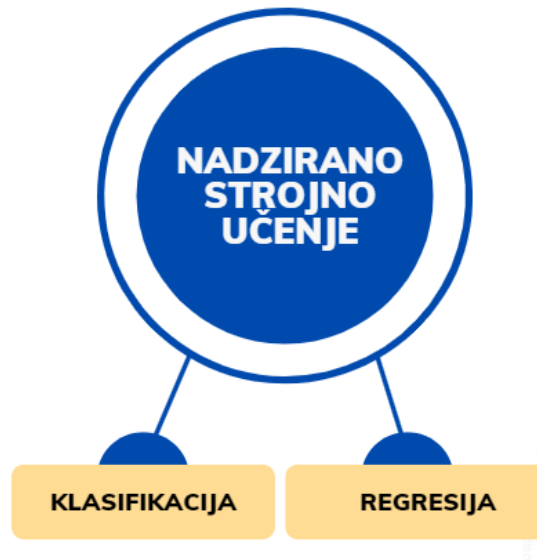 NADZIRANO
STROJNO
UČENJE
KLASIFIKACIJA
REGRESIJA